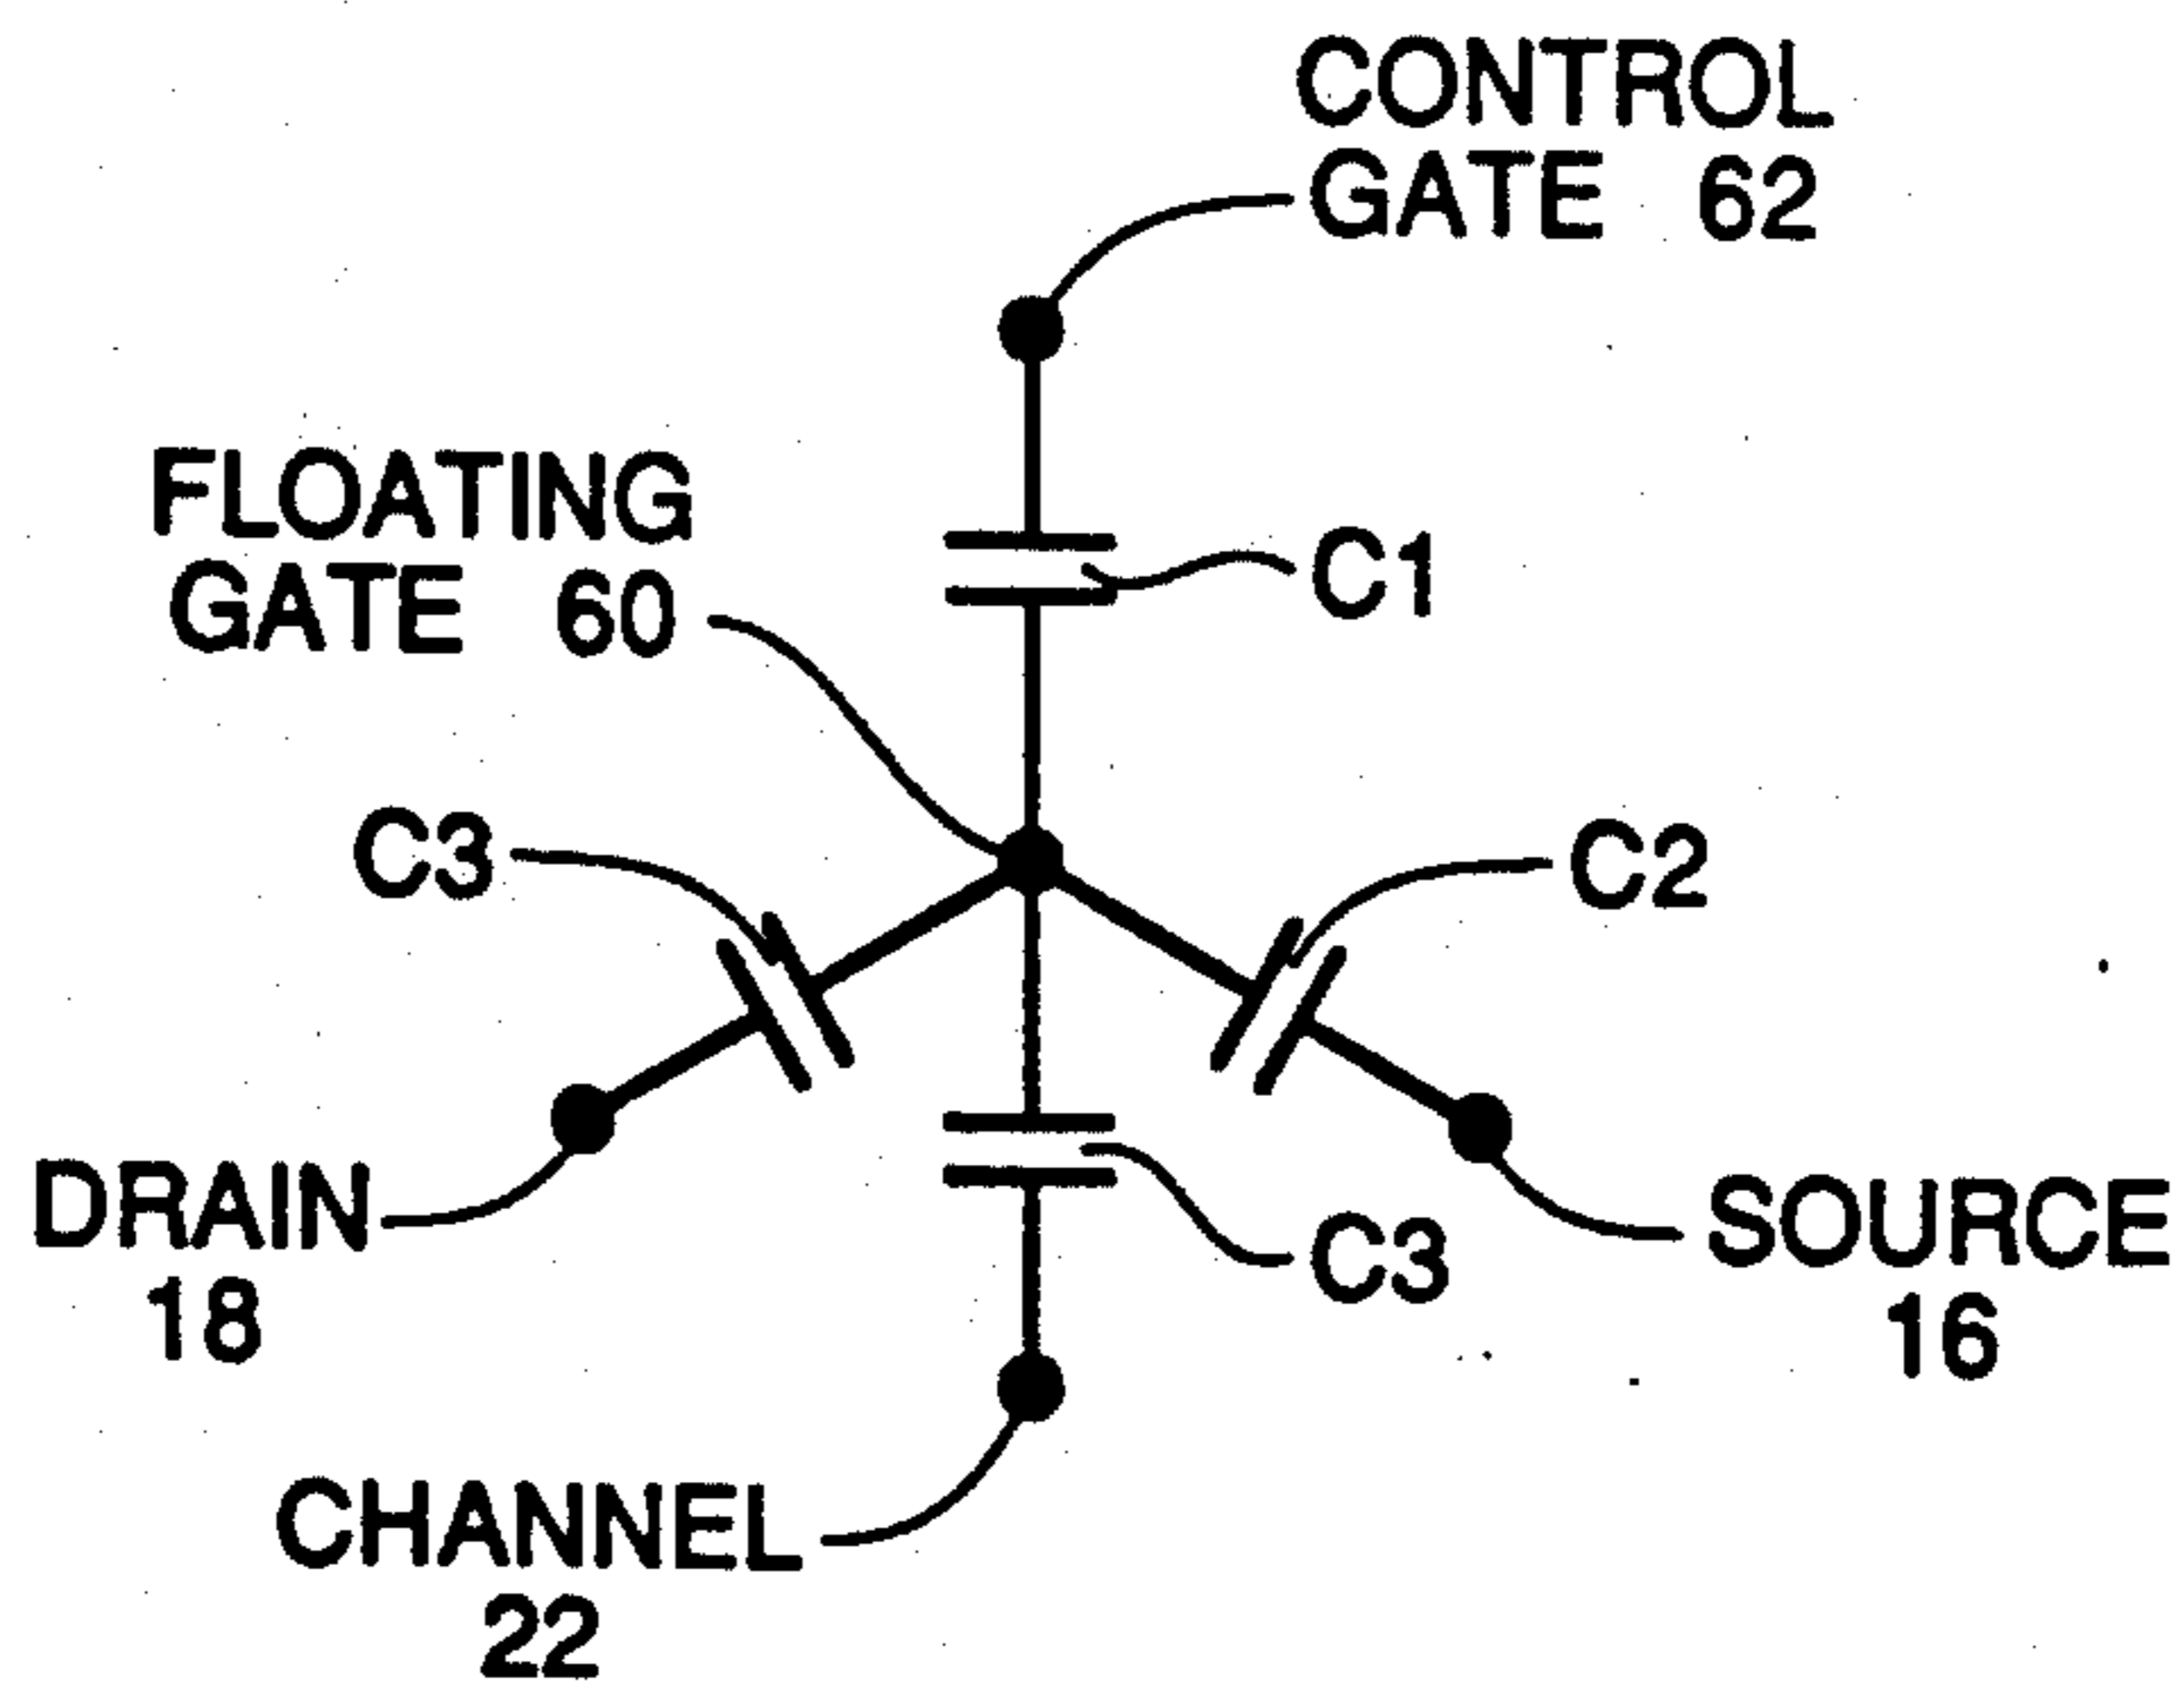 CONTROL
GATE 62
FLOATING
GATE 60
C1
C3
C2
DRAIN
18
C3
SOURCE
16
CHANNEL
22